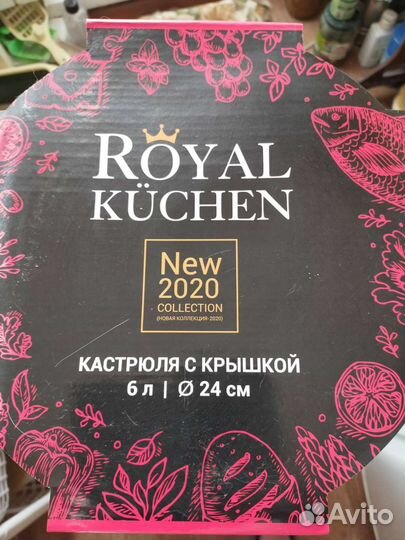 ROYAL
KÜCHEN
New
2020
COLLECTION
(НОВАЯ КОЛЛЕКЦИЯ-2020)
КАСТРЮЛЯ С КРЫШКОЙ
6 л | Ø 24 см
Avito